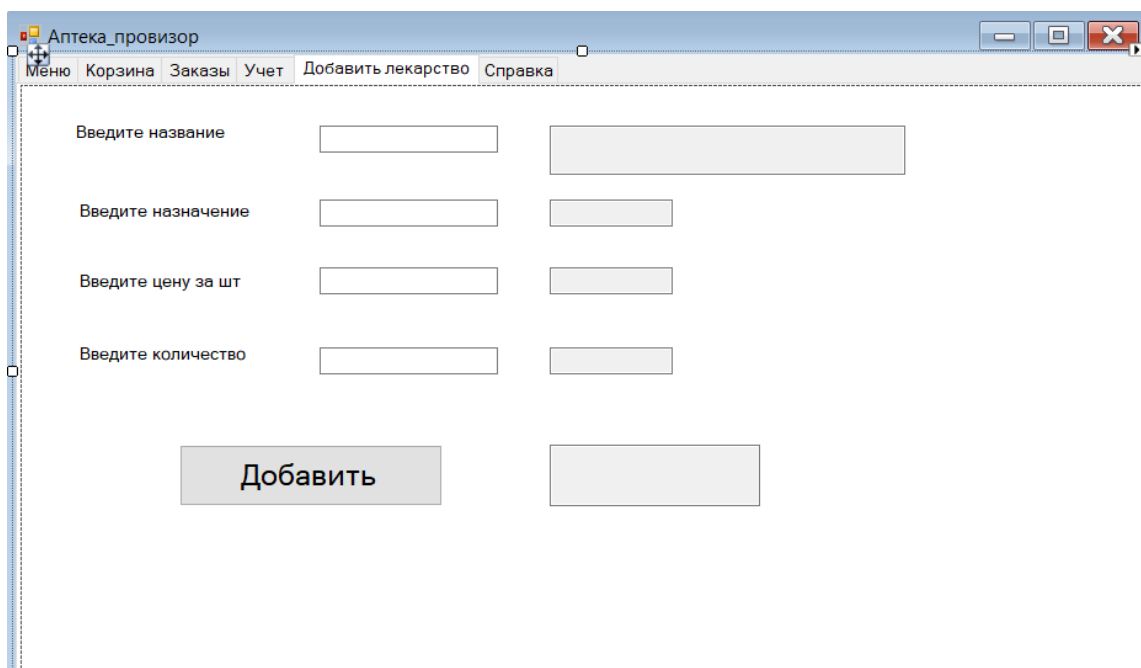 Аптека_провизор
Меню Корзина Заказы Учет Добавить лекарство Справка
Введите название
Введите назначение
Введите цену за шт
Введите количество
Добавить